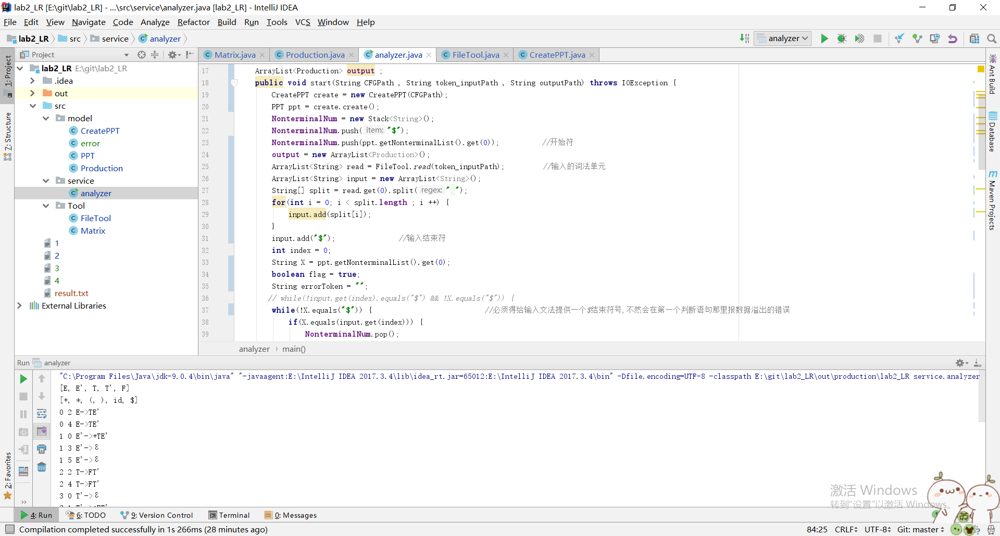 lab2_LR [E:\git\lab2_LR] - ...\src\service\analyzer.java [lab2_LR] - IntelliJ IDEA
File Edit View Navigate Code Analyze Refactor Build Run Tools VCS Window Help
lab2_LR src service analyzer
analyzer
Project
Matrix.java Production.java analyzer.java FileTool.java CreatePPT.java
1: Project
7: Structure
2: Favorites
lab2_LR E:\git\lab2_LR
.idea
out
src
model
CreatePPT
error
PPT
Production
service
analyzer
Tool
FileTool
Matrix
1
2
3
4
result.txt
External Libraries
17 ArrayList<Production> output ;
18 public void start(String CFGPath , String token_inputPath , String outputPath) throws IOException {
19 CreatePPT create = new CreatePPT(CFGPath);
20 PPT ppt = create.create();
21 NonterminalNum = new Stack<String>();
22 NonterminalNum.push( item: "$");
23 NonterminalNum.push(ppt.getNonterminalList().get(0)); //开始符
24 output = new ArrayList<Production>();
25 ArrayList<String> read = FileTool.read(token_inputPath); //输入的词法单元
26 ArrayList<String> input = new ArrayList<String>();
27 String[] split = read.get(0).split( regex: " ");
28 for(int i = 0; i < split.length ; i ++) {
29 input.add(split[i]);
30 }
31 input.add("$"); //输入结束符
32 int index = 0;
33 String X = ppt.getNonterminalList().get(0);
34 boolean flag = true;
35 String errorToken = "";
36 // while(!input.get(index).equals("$") && !X.equals("$")) {
37 while(!X.equals("$")) { //必须得给输入文法提供一个$结束符号,不然会在第一个判断语句那里报数据溢出的错误
38 if(X.equals(input.get(index))) {
39 NonterminalNum.pop();
analyzer › main()
Ant Build
Database
Maven Projects
Run analyzer
"C:\Program Files\Java\jdk-9.0.4\bin\java" "-javaagent:E:\IntelliJ IDEA 2017.3.4\lib\idea_rt.jar=65012:E:\IntelliJ IDEA 2017.3.4\bin" -Dfile.encoding=UTF-8 -classpath E:\git\lab2_LR\out\production\lab2_LR service.analyzer
[E, E', T, T', F]
[+, *, (, ), id, $]
0 2 E->TE'
0 4 E->TE'
1 0 E'->+TE'
1 3 E'->ε
1 5 E'->ε
2 2 T->FT'
2 4 T->FT'
3 0 T'->ε
激活 Windows
转到“设置”以激活 Windows。
4: Run 6: TODO 9: Version Control Terminal 0: Messages
Compilation completed successfully in 1s 266ms (28 minutes ago)
84:25 CRLF UTF-8 Git: master